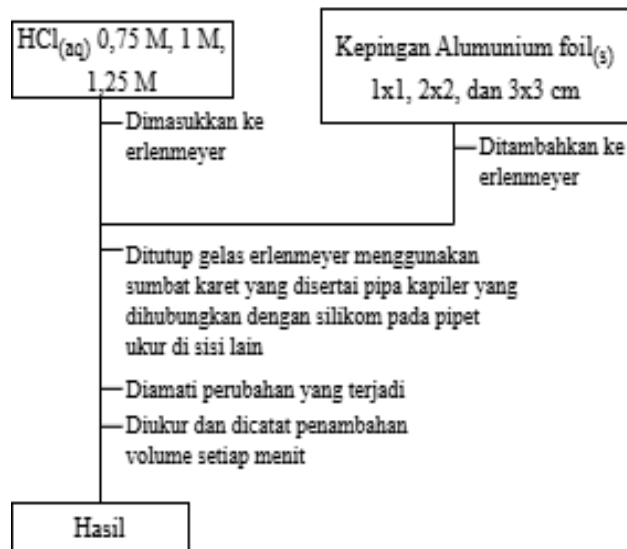 HCl(aq) 0,75 M, 1 M,
1,25 M
Kepingan Alumunium foil(s)
1x1, 2x2, dan 3x3 cm
Dimasukkan ke
erlenmeyer
Ditambahkan ke
erlenmeyer
Ditutup gelas erlenmeyer menggunakan
sumbat karet yang disertai pipa kapiler yang
dihubungkan dengan silikom pada pipet
ukur di sisi lain
Diamati perubahan yang terjadi
Diukur dan dicatat penambahan
volume setiap menit
Hasil